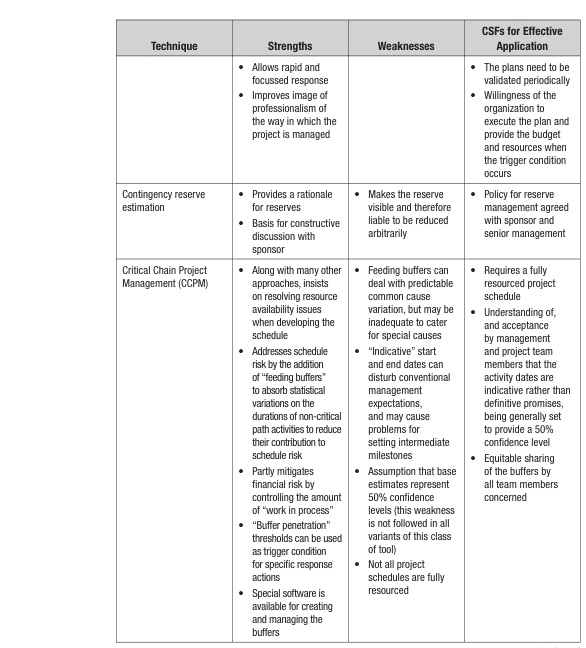 Technique
Strengths
Weaknesses
CSFs for Effective
Application
• Allows rapid and
focussed response
• Improves image of
professionalism of
the way in which the
project is managed
• The plans need to be
validated periodically
• Willingness of the
organization to
execute the plan and
provide the budget
and resources when
the trigger condition
occurs
Contingency reserve
estimation
• Provides a rationale
for reserves
• Basis for constructive
discussion with
sponsor
• Makes the reserve
visible and therefore
liable to be reduced
arbitrarily
• Policy for reserve
management agreed
with sponsor and
senior management
Critical Chain Project
Management (CCPM)
• Along with many other
approaches, insists
on resolving resource
availability issues
when developing the
schedule
• Addresses schedule
risk by the addition
of “feeding buffers”
to absorb statistical
variations on the
durations of non-critical
path activities to reduce
their contribution to
schedule risk
• Partly mitigates
financial risk by
controlling the amount
of “work in process”
• “Buffer penetration”
thresholds can be used
as trigger condition
for specific response
actions
• Special software is
available for creating
and managing the
buffers
• Feeding buffers can
deal with predictable
common cause
variation, but may be
inadequate to cater
for special causes
• “Indicative” start
and end dates can
disturb conventional
management
expectations,
and may cause
problems for
setting intermediate
milestones
• Assumption that base
estimates represent
50% confidence
levels (this weakness
is not followed in all
variants of this class
of tool)
• Not all project
schedules are fully
resourced
• Requires a fully
resourced project
schedule
• Understanding of,
and acceptance
by management
and project team
members that the
activity dates are
indicative rather than
definitive promises,
being generally set
to provide a 50%
confidence level
• Equitable sharing
of the buffers by
all team members
concerned